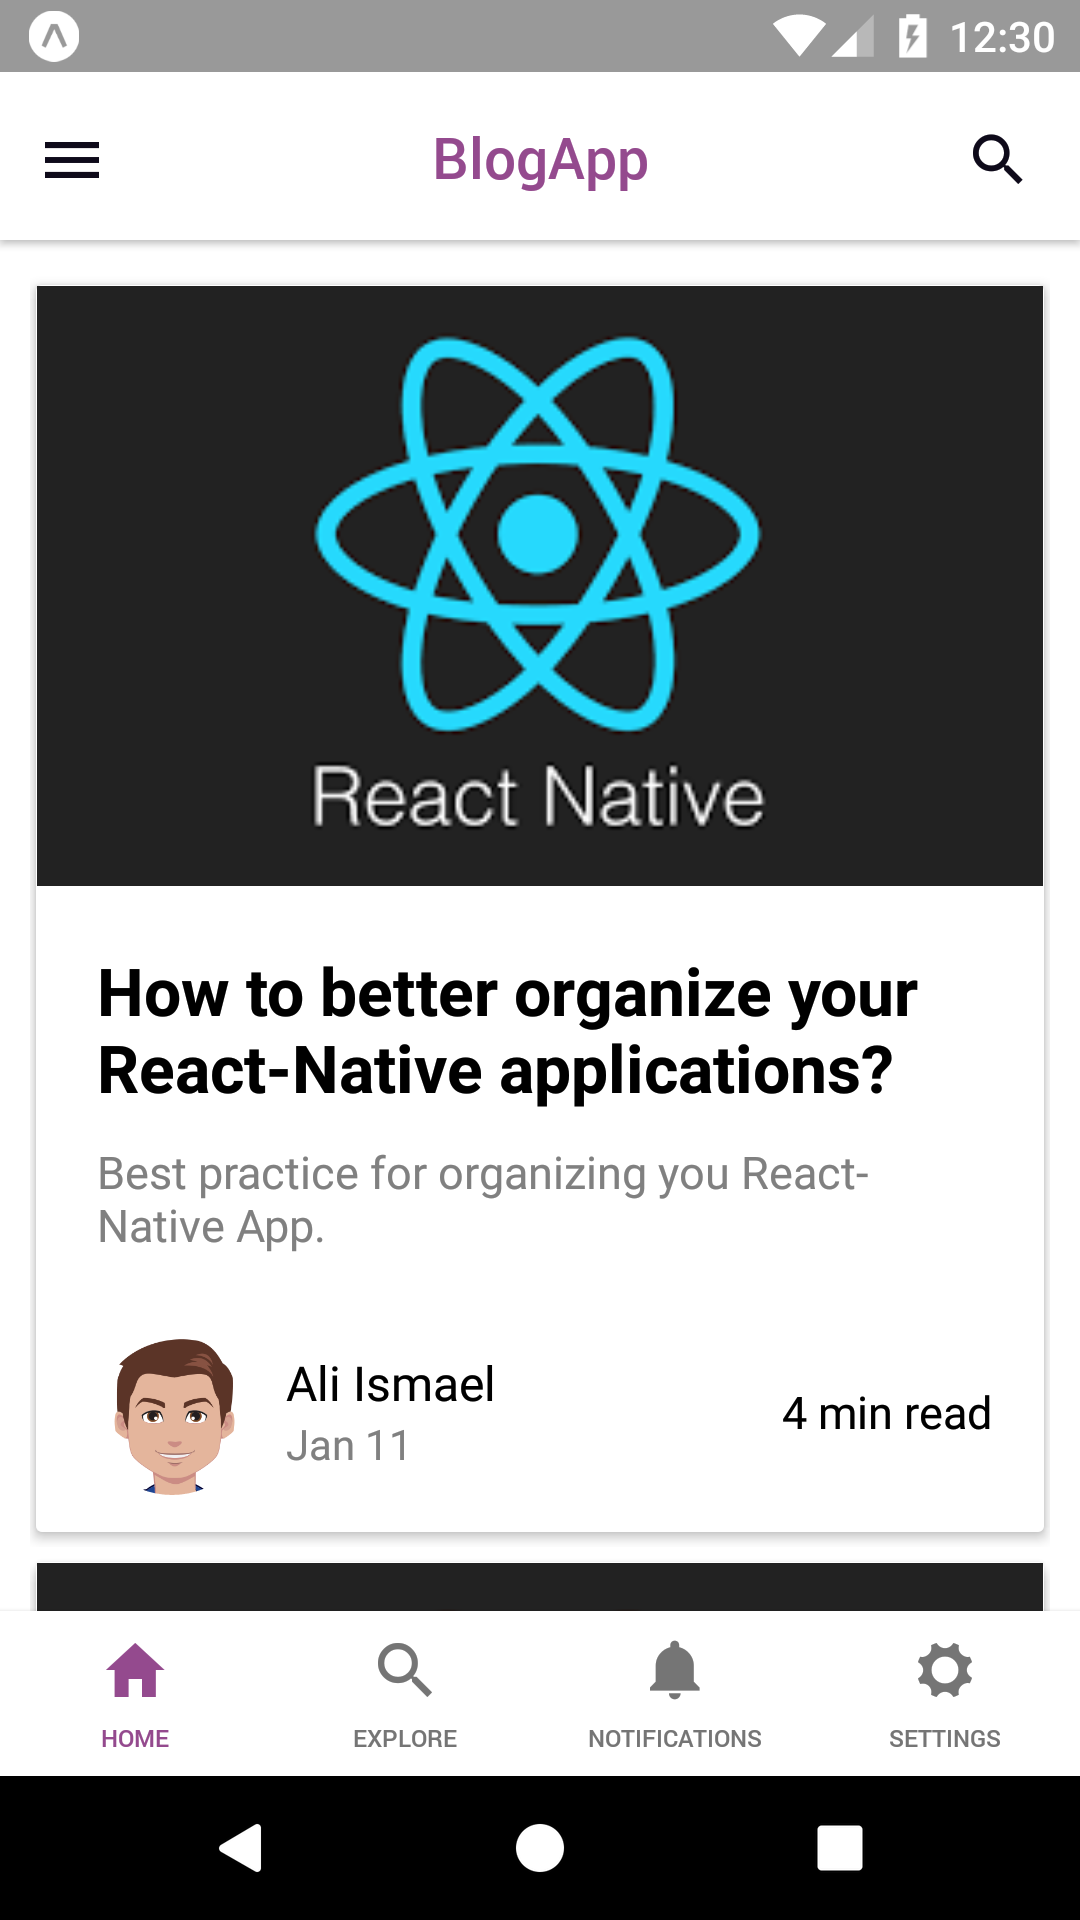 12:30
BlogApp
React Native
How to better organize your
React-Native applications?
Best practice for organizing you React-
Native App.
Ali Ismael
Jan 11
4 min read
HOME
EXPLORE
NOTIFICATIONS
SETTINGS